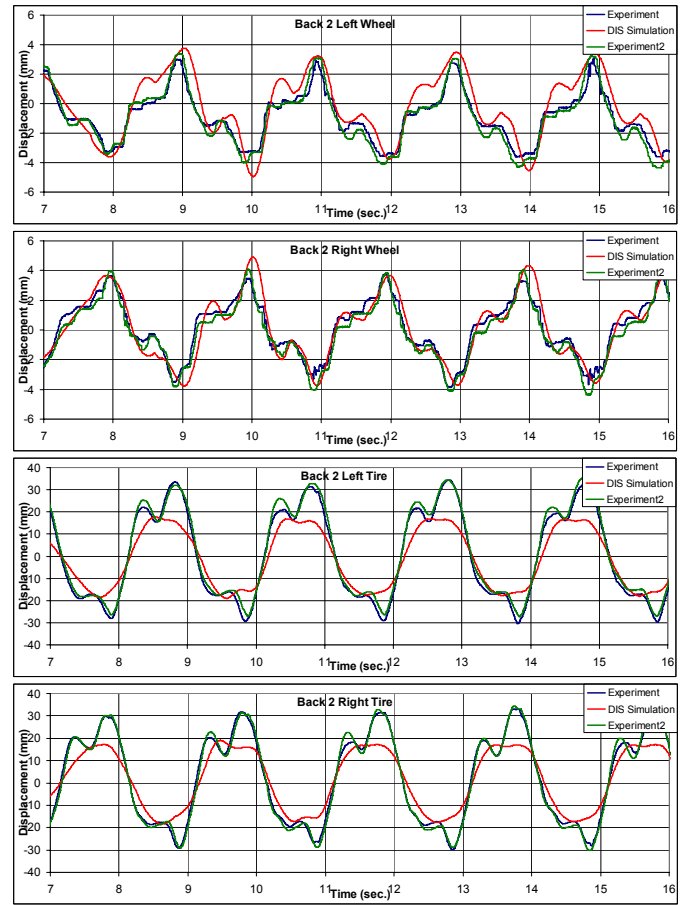 Back 2 Left Wheel
Experiment
DIS Simulation
Experiment2
Displacement (mm)
6
4
2
0
-2
-4
-6
7 8 9 10 11 12 13 14 15 16
Time (sec.)
Back 2 Right Wheel
Experiment
DIS Simulation
Experiment2
Displacement (mm)
6
4
2
0
-2
-4
-6
7 8 9 10 11 12 13 14 15 16
Time (sec.)
Back 2 Left Tire
Experiment
DIS Simulation
Experiment2
Displacement (mm)
40
30
20
10
0
-10
-20
-30
-40
7 8 9 10 11 12 13 14 15 16
Time (sec.)
Back 2 Right Tire
Experiment
DIS Simulation
Experiment2
Displacement (mm)
40
30
20
10
0
-10
-20
-30
-40
7 8 9 10 11 12 13 14 15 16
Time (sec.)